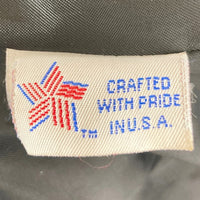 CRAFTED
WITH PRIDE
TM IN U.S.A.